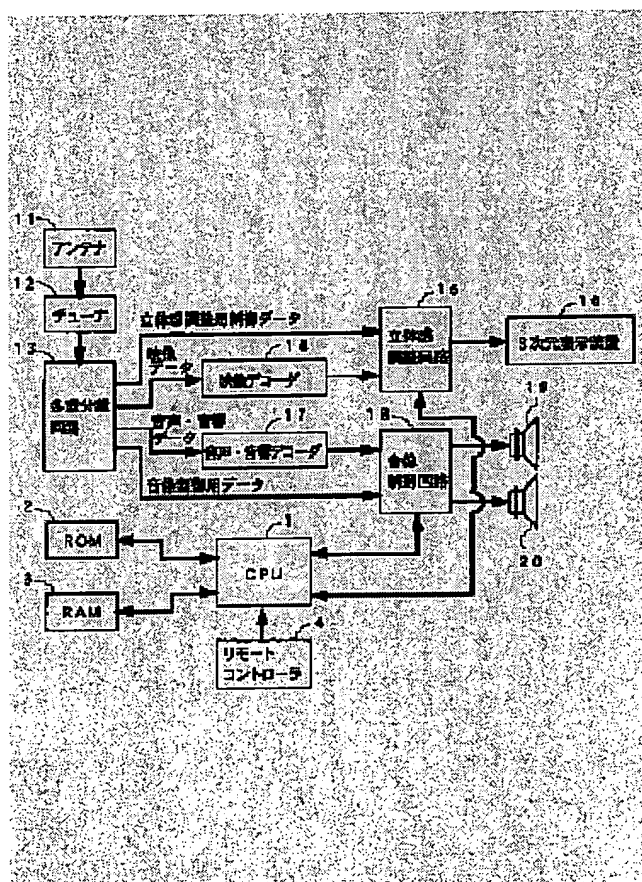 11
アンテナ
12
チューナ
13
多重分離
回路
立体感調整用制御データ
映像
データ
映像デコーダ
音声・音響
データ
17
音声・音響デコーダ
音像制御用データ
15
立体感
調整回路
3次元表示装置
18
音像
制御回路
19
20
2
ROM
3
RAM
1
CPU
4
リモート
コントローラ